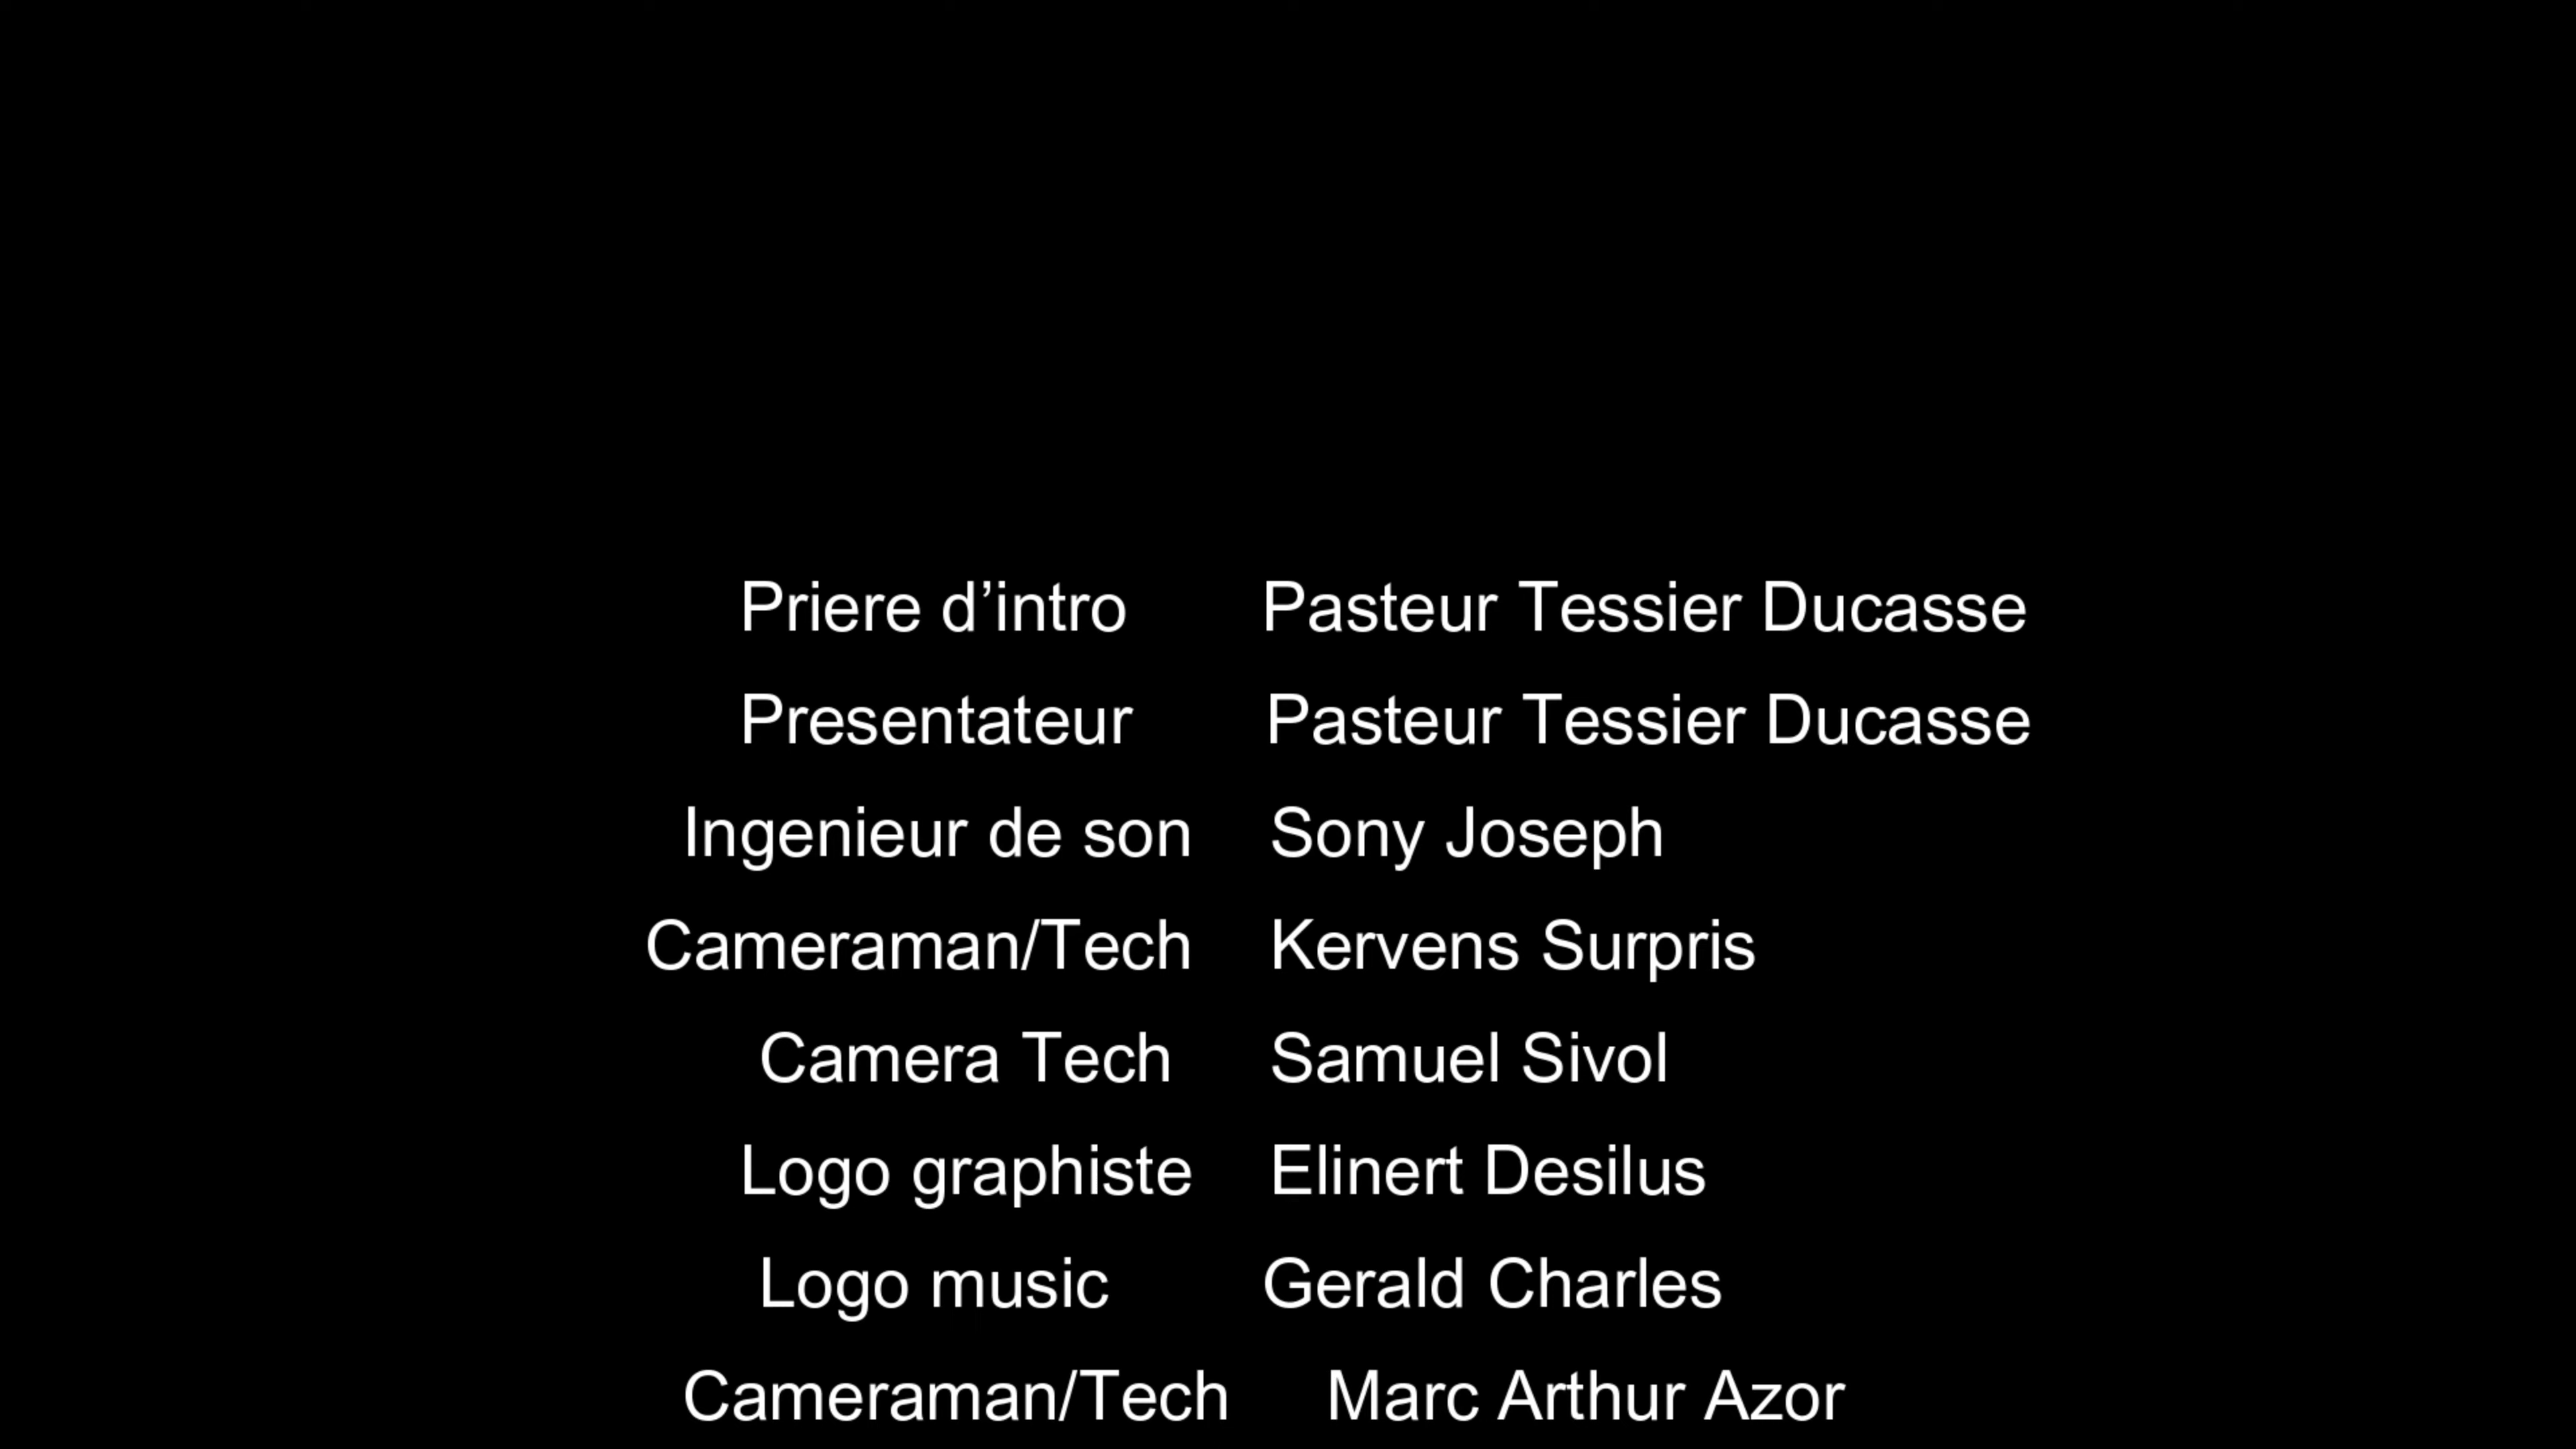 Priere d’intro Pasteur Tessier Ducasse
Presentateur Pasteur Tessier Ducasse
Ingenieur de son Sony Joseph
Cameraman/Tech Kervens Surpris
Camera Tech Samuel Sivol
Logo graphiste Elinert Desilus
Logo music Gerald Charles
Cameraman/Tech Marc Arthur Azor